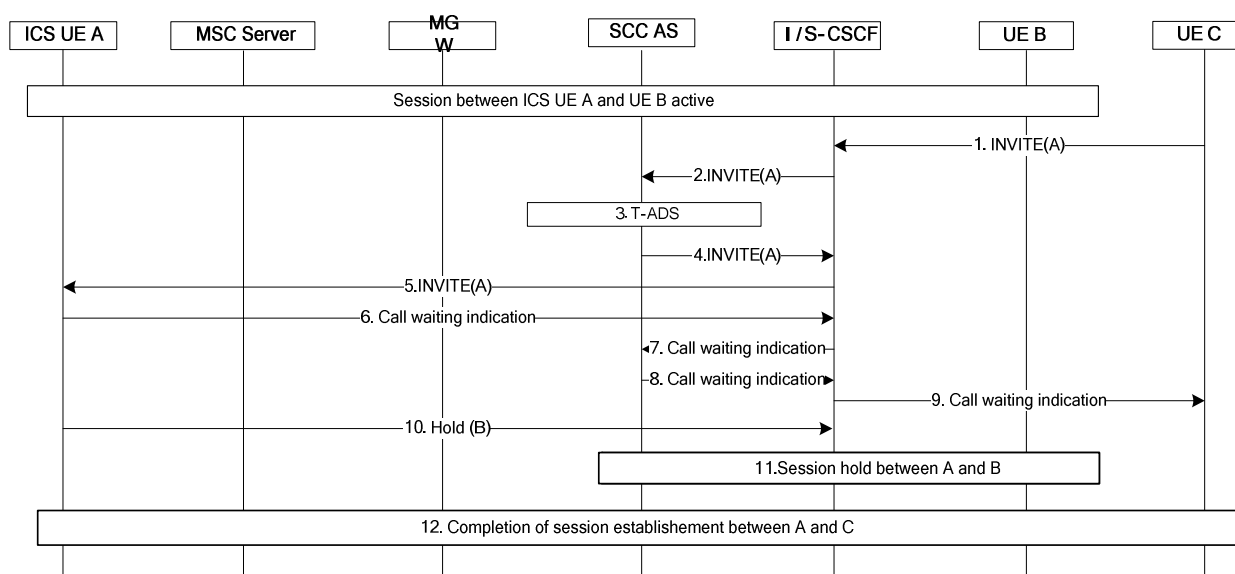 ICS UE A
MSC Server
MG
W
SCC AS
I / S-CSCF
UE B
UE C
Session between ICS UE A and UE B active
1. INVITE(A)
2.INVITE(A)
3. T-ADS
4.INVITE(A)
5.INVITE(A)
6. Call waiting indication
7. Call waiting indication
8. Call waiting indication
9. Call waiting indication
10. Hold (B)
11.Session hold between A and B
12. Completion of session establishement between A and C